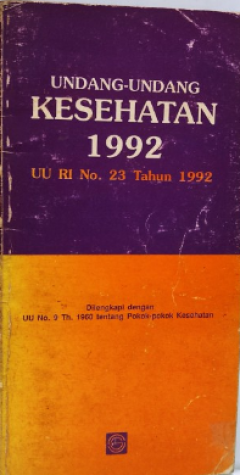 UNDANG-UNDANG
KESEHATAN
1992
UU RI No. 23 Tahun 1992
Dilengkapi dengan
UU No. 9 Th. 1960 tentang Pokok-pokok Kesehatan